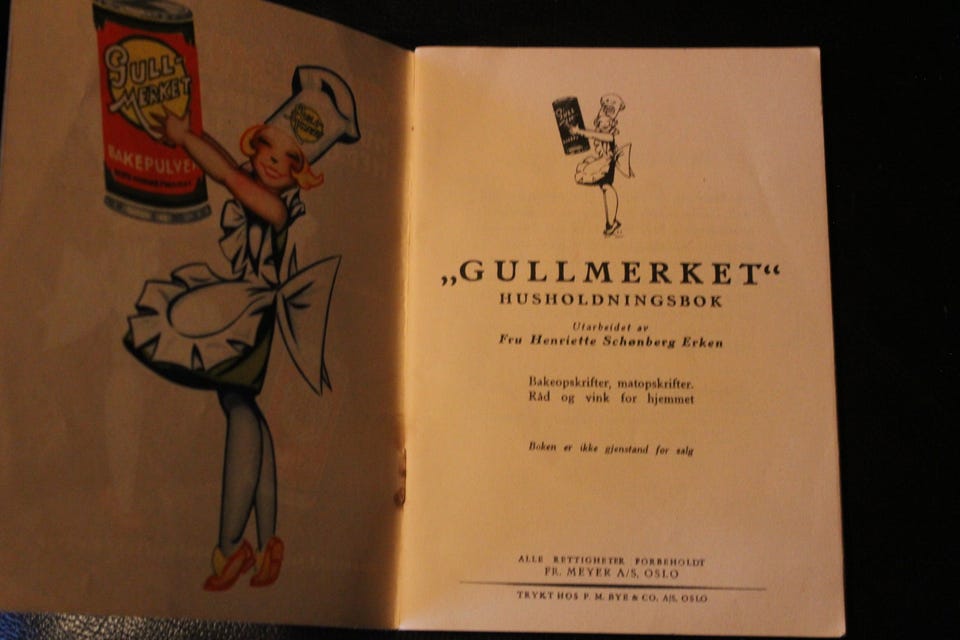 GULL-
MERKET
BAKEPULVER
„GULLMERKET“
HUSHOLDNINGSBOK
Utarbeidet av
Fru Henriette Schønberg Erken
Bakeopskrifter, matopskrifter.
Råd og vink for hjemmet
Boken er ikke gjenstand for salg
ALLE RETTIGHETER FORBEHOLDT
FR. MEYER A/S, OSLO
TRYKT HOS P. M. BYE & CO. A/S, OSLO